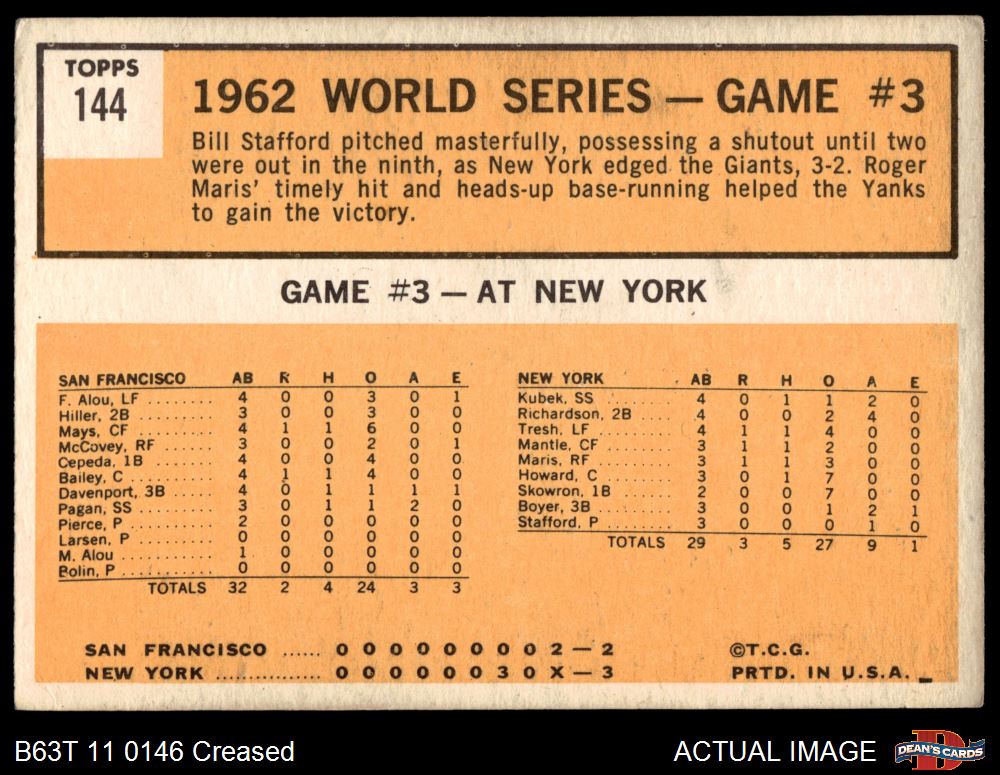 TOPPS
144
1962 WORLD SERIES — GAME #3
Bill Stafford pitched masterfully, possessing a shutout until two
were out in the ninth, as New York edged the Giants, 3-2. Roger
Maris' timely hit and heads-up base-running helped the Yanks
to gain the victory.
GAME #3 — AT NEW YORK
SAN FRANCISCO AB R H O A E
F. Alou, LF ........ 4 0 0 3 0 1
Hiller, 2B ......... 3 0 0 3 0 0
Mays, CF .......... 4 1 1 6 0 0
McCovey, RF ....... 3 0 0 2 0 1
Cepeda, 1B ........ 4 0 0 4 0 0
Bailey, C .......... 4 1 1 4 0 0
Davenport, 3B ..... 4 0 1 1 1 1
Pagan, SS ......... 3 0 1 1 2 0
Pierce, P .......... 2 0 0 0 0 0
Larsen, P .......... 0 0 0 0 0 0
M. Alou ........... 1 0 0 0 0 0
Bolin, P ........... 0 0 0 0 0 0
TOTALS 32 2 4 24 3 3
NEW YORK AB R H O A E
Kubek, SS ......... 4 0 1 1 2 0
Richardson, 2B .... 4 0 0 2 4 0
Tresh, LF .......... 4 1 1 4 0 0
Mantle, CF ........ 3 1 1 2 0 0
Maris, RF ......... 3 1 1 3 0 0
Howard, C ......... 3 0 1 7 0 0
Skowron, 1B ....... 2 0 0 7 0 0
Boyer, 3B ......... 3 0 0 1 2 1
Stafford, P ........ 3 0 0 0 1 0
TOTALS 29 3 5 27 9 1
SAN FRANCISCO ...... 0 0 0 0 0 0 0 0 2 — 2
NEW YORK ................ 0 0 0 0 0 0 3 0 X — 3
©T.C.G.
PRTD. IN U.S.A.
B63T 11 0146 Creased
ACTUAL IMAGE
D
DEAN'S CARDS